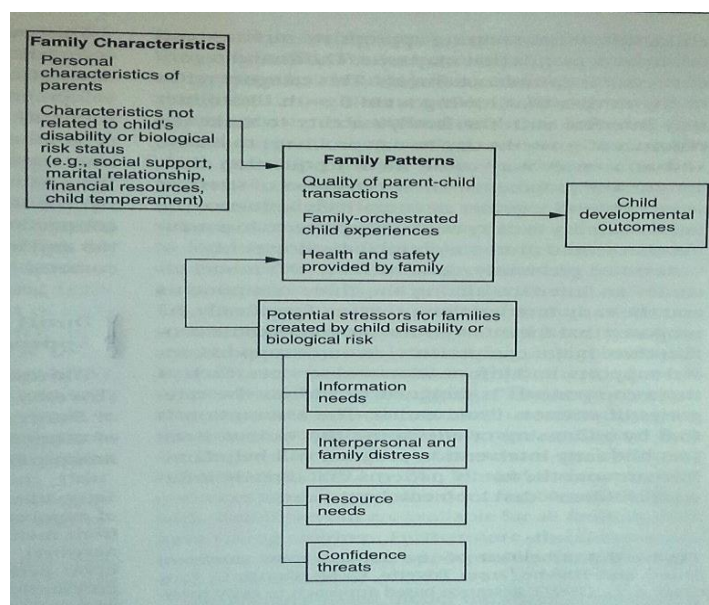 Family Characteristics
Personal
characteristics of
parents
Characteristics not
related to child's
disability or biological
risk status
(e.g., social support,
marital relationship,
financial resources,
child temperament)
Family Patterns
Quality of parent-child
transactions
Family-orchestrated
child experiences
Health and safety
provided by family
Child
developmental
outcomes
Potential stressors for families
created by child disability or
biological risk
Information
needs
Interpersonal and
family distress
Resource
needs
Confidence
threats